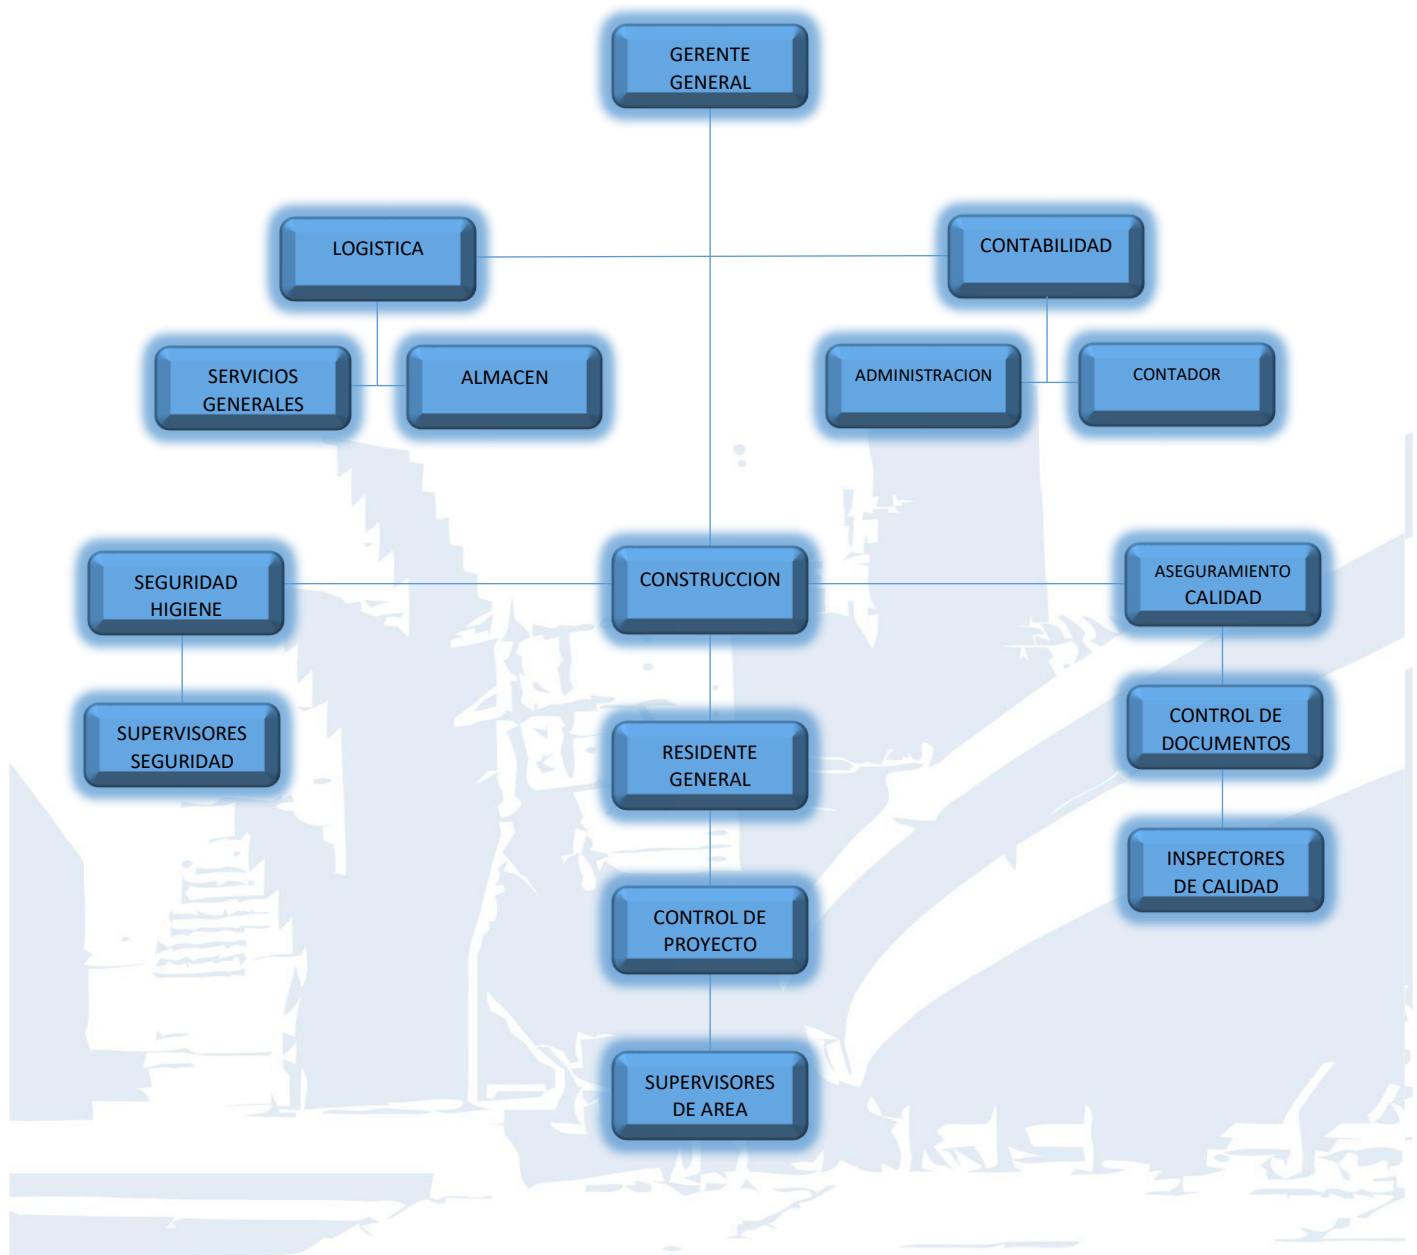 GERENTE
GENERAL
LOGISTICA
CONTABILIDAD
SERVICIOS
GENERALES
ALMACEN
ADMINISTRACION
CONTADOR
SEGURIDAD
HIGIENE
CONSTRUCCION
ASEGURAMIENTO
CALIDAD
SUPERVISORES
SEGURIDAD
RESIDENTE
GENERAL
CONTROL DE
DOCUMENTOS
INSPECTORES
DE CALIDAD
CONTROL DE
PROYECTO
SUPERVISORES
DE AREA